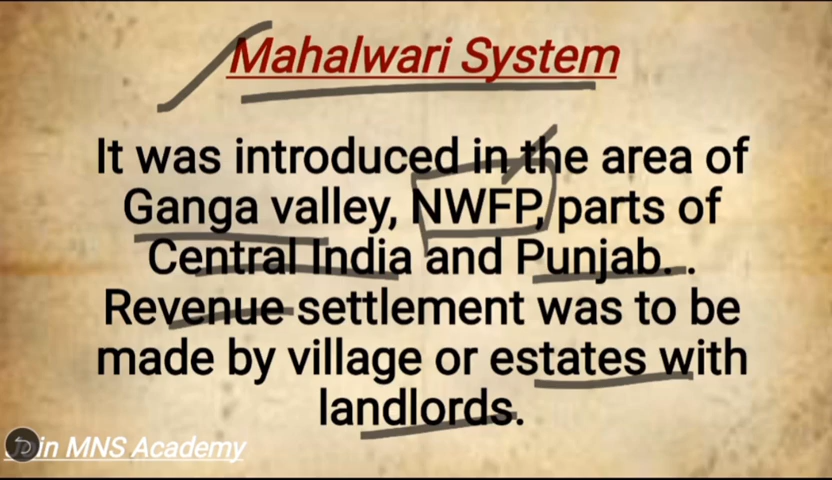 Mahalwari System
It was introduced in the area of
Ganga valley, NWFP, parts of
Central India and Punjab. .
Revenue settlement was to be
made by village or estates with
landlords.
in MNS Academy